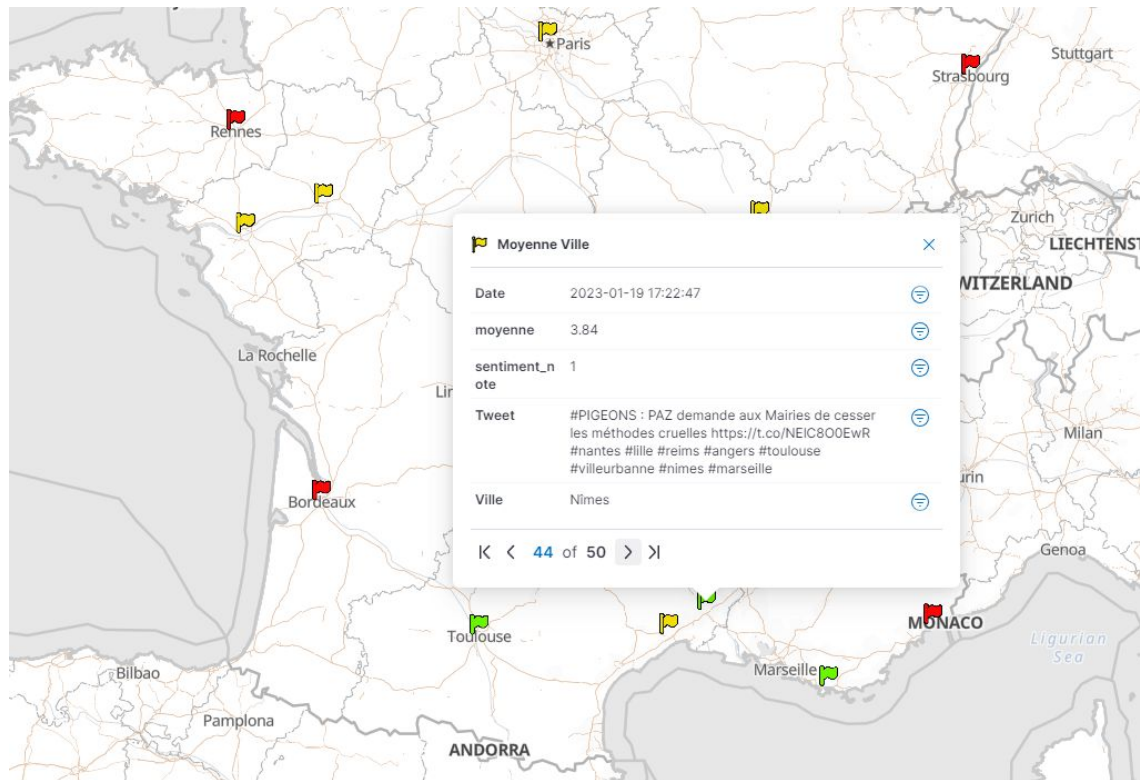 Paris
Stuttgart
Strasbourg
Rennes
Zurich
LIECHTENST
WITZERLAND
La Rochelle
Lir
Milan
urin
Bordeaux
Genoa
Toulouse
MONACO
Ligurian
Sea
Marseille
Bilbao
Pamplona
ANDORRA
Moyenne Ville
Date 2023-01-19 17:22:47
moyenne 3.84
sentiment_n 1
ote
Tweet #PIGEONS : PAZ demande aux Mairies de cesser
les méthodes cruelles https://t.co/NEIC8O0EwR
#nantes #lille #reims #angers #toulouse
#villeurbanne #nimes #marseille
Ville Nîmes
44 of 50